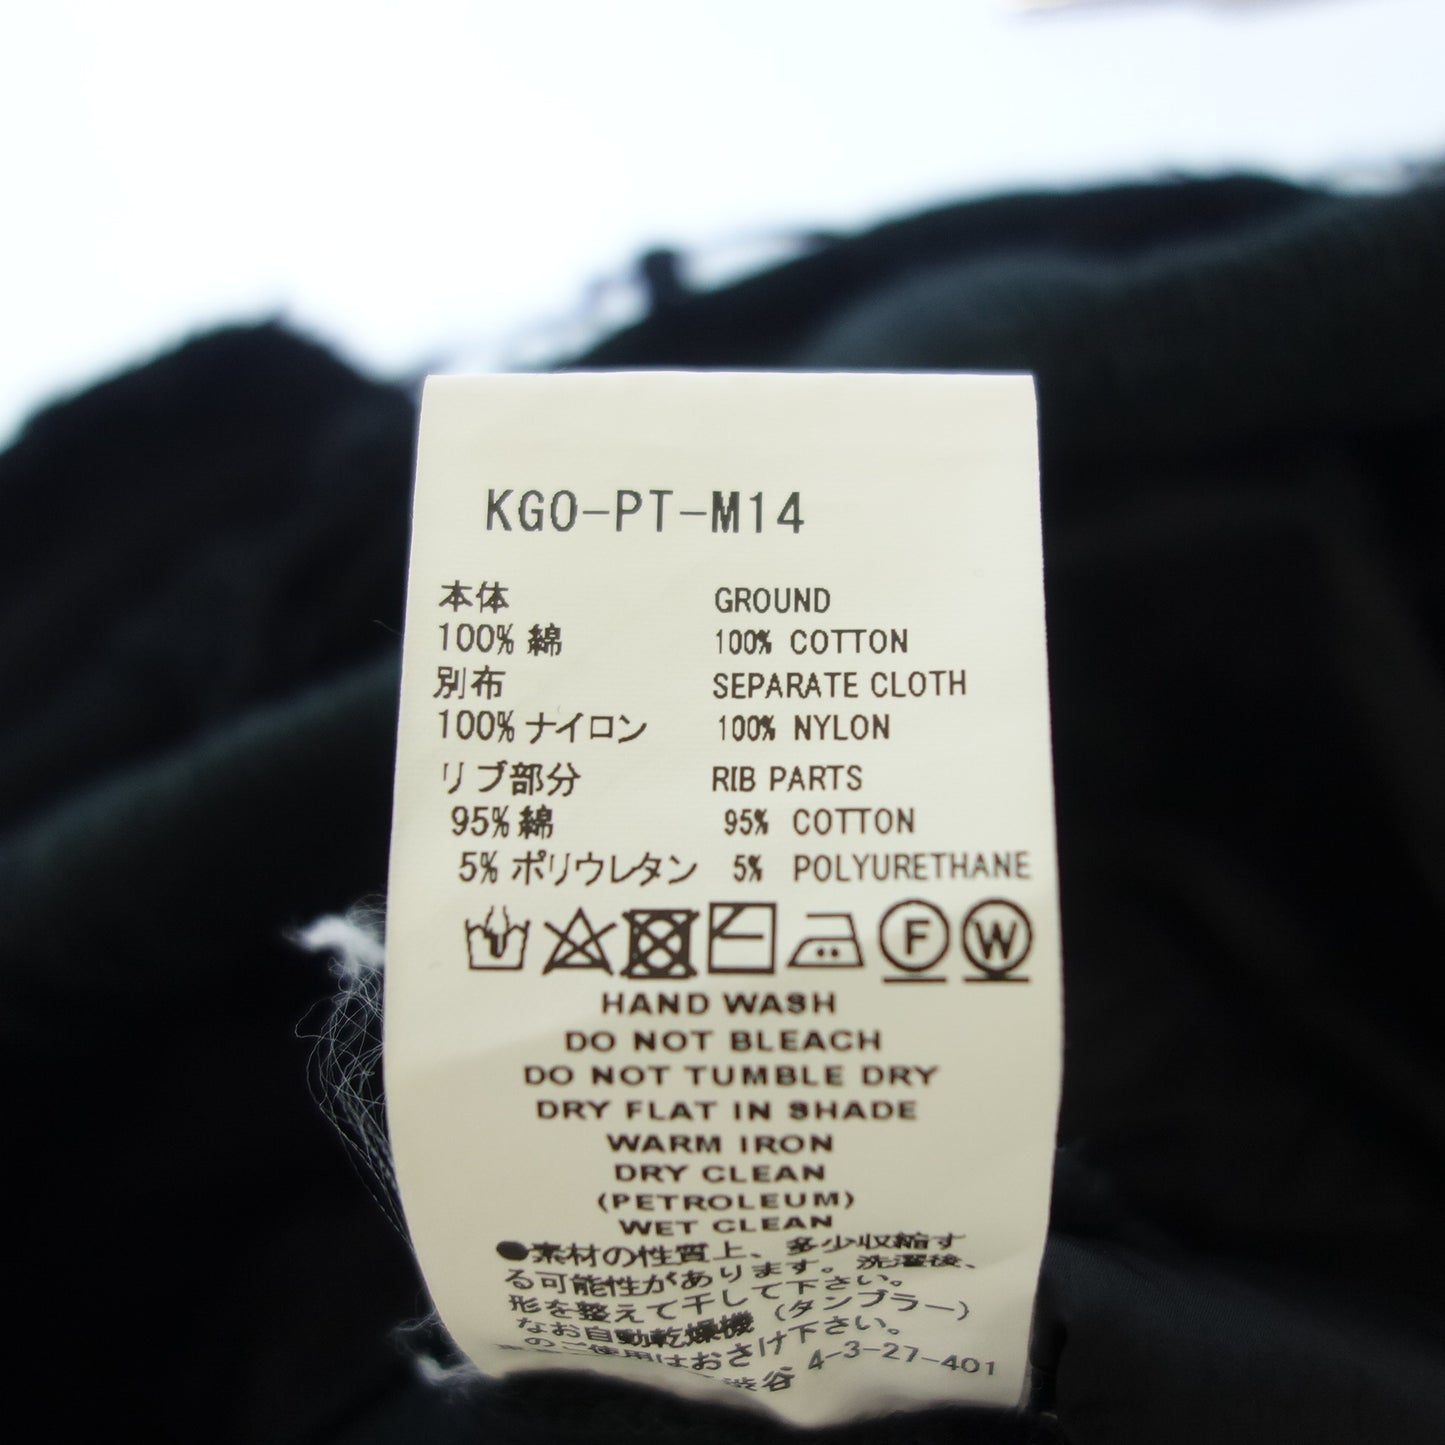 KGO-PT-M14
本体 GROUND
100% 綿 100% COTTON
別布 SEPARATE CLOTH
100% ナイロン 100% NYLON
リブ部分 RIB PARTS
95% 綿 95% COTTON
5% ポリウレタン 5% POLYURETHANE
F W
HAND WASH
DO NOT BLEACH
DO NOT TUMBLE DRY
DRY FLAT IN SHADE
WARM IRON
DRY CLEAN
(PETROLEUM)
WET CLEAN
●素材の性質上、多少収縮す
る可能性があります。洗濯後、
形を整えて干して下さい。
なお自動乾燥機(タンブラー)
のご使用はおさけ下さい。
渋谷 4-3-27-401